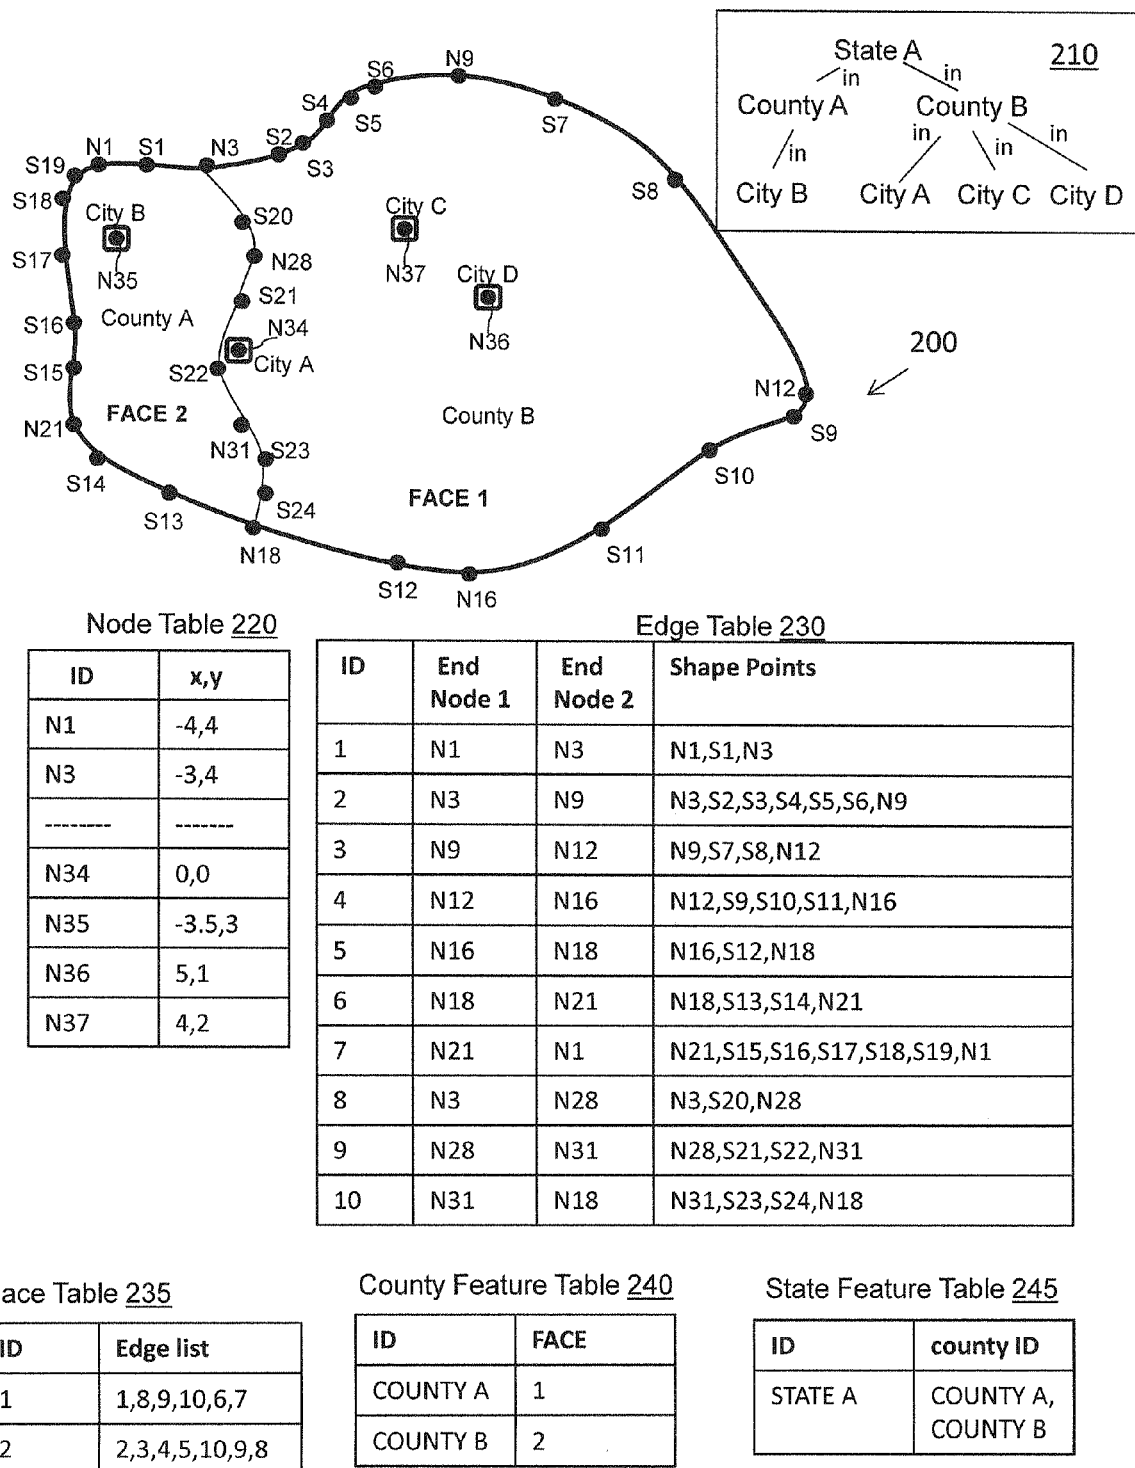 State A
210
in
in
County A
County B
in
in
in
in
City B
City A
City C
City D
N9
S6
S5
S4
S7
S2
S3
N1
S1
N3
S19
S18
S8
City B
City C
S20
S17
N28
N37
City D
N35
S21
S16
County A
N34
N36
200
S15
S22
City A
N12
FACE 2
County B
N21
N31
S23
S9
S14
S10
FACE 1
S13
S24
N18
S11
S12
N16
Node Table 220
ID x,y
N1 -4,4
N3 -3,4
-------- -------
N34 0,0
N35 -3.5,3
N36 5,1
N37 4,2
Edge Table 230
ID End Node 1 End Node 2 Shape Points
1 N1 N3 N1,S1,N3
2 N3 N9 N3,S2,S3,S4,S5,S6,N9
3 N9 N12 N9,S7,S8,N12
4 N12 N16 N12,S9,S10,S11,N16
5 N16 N18 N16,S12,N18
6 N18 N21 N18,S13,S14,N21
7 N21 N1 N21,S15,S16,S17,S18,S19,N1
8 N3 N28 N3,S20,N28
9 N28 N31 N28,S21,S22,N31
10 N31 N18 N31,S23,S24,N18
ace Table 235
ID Edge list
1 1,8,9,10,6,7
2 2,3,4,5,10,9,8
County Feature Table 240
ID FACE
COUNTY A 1
COUNTY B 2
State Feature Table 245
ID county ID
STATE A COUNTY A,
COUNTY B